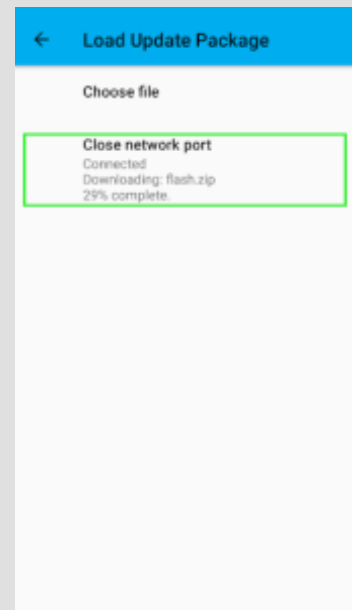 Load Update Package
Choose file
Close network port
Connected
Downloading: flash.zip
29% complete.